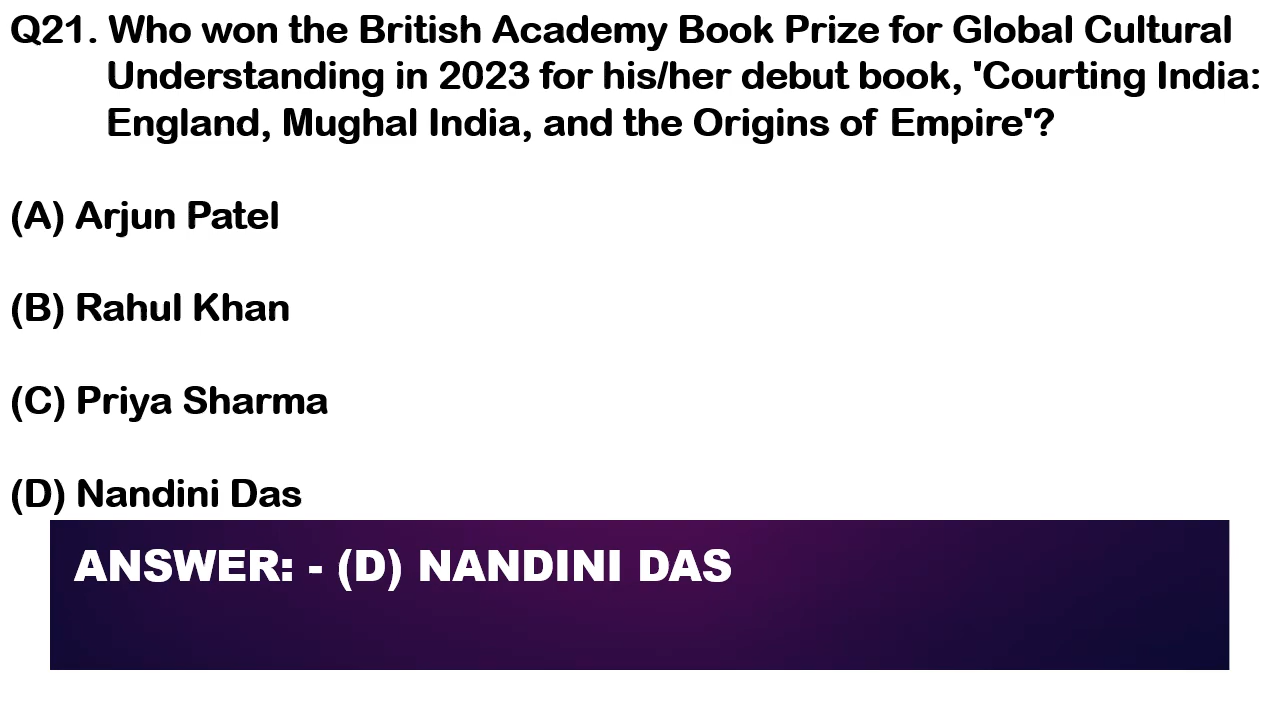 Q21. Who won the British Academy Book Prize for Global Cultural
Understanding in 2023 for his/her debut book, 'Courting India:
England, Mughal India, and the Origins of Empire'?
(A) Arjun Patel
(B) Rahul Khan
(C) Priya Sharma
(D) Nandini Das
ANSWER: - (D) NANDINI DAS